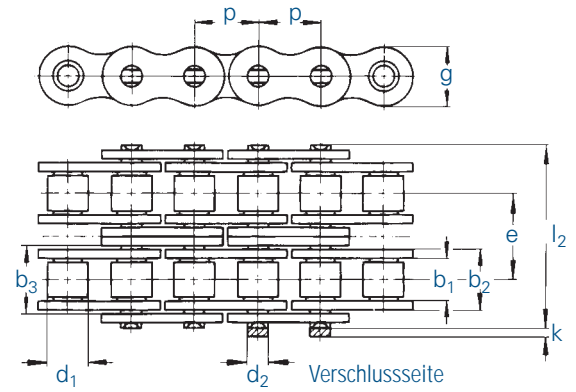 p p
g
e
l₂
b₃
b₁ b₂
k
d₁
d₂ Verschlussseite